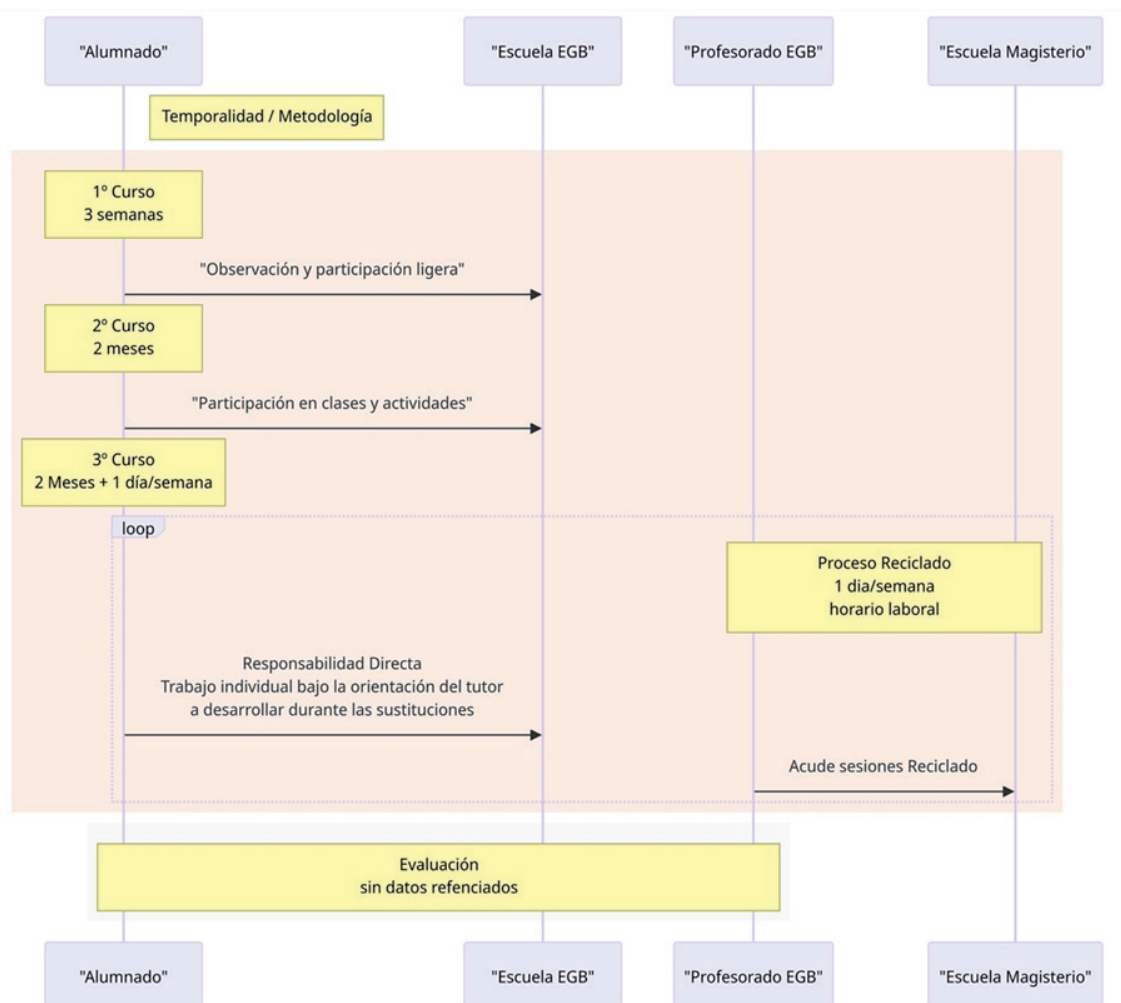 "Alumnado"
"Escuela EGB"
"Profesorado EGB"
"Escuela Magisterio"
Temporalidad / Metodología
1º Curso
3 semanas
"Observación y participación ligera"
2º Curso
2 meses
"Participación en clases y actividades"
3º Curso
2 Meses + 1 día/semana
loop
Proceso Reciclado
1 dia/semana
horario laboral
Responsabilidad Directa
Trabajo individual bajo la orientación del tutor
a desarrollar durante las sustituciones
Acude sesiones Reciclado
Evaluación
sin datos refenciados
"Alumnado"
"Escuela EGB"
"Profesorado EGB"
"Escuela Magisterio"